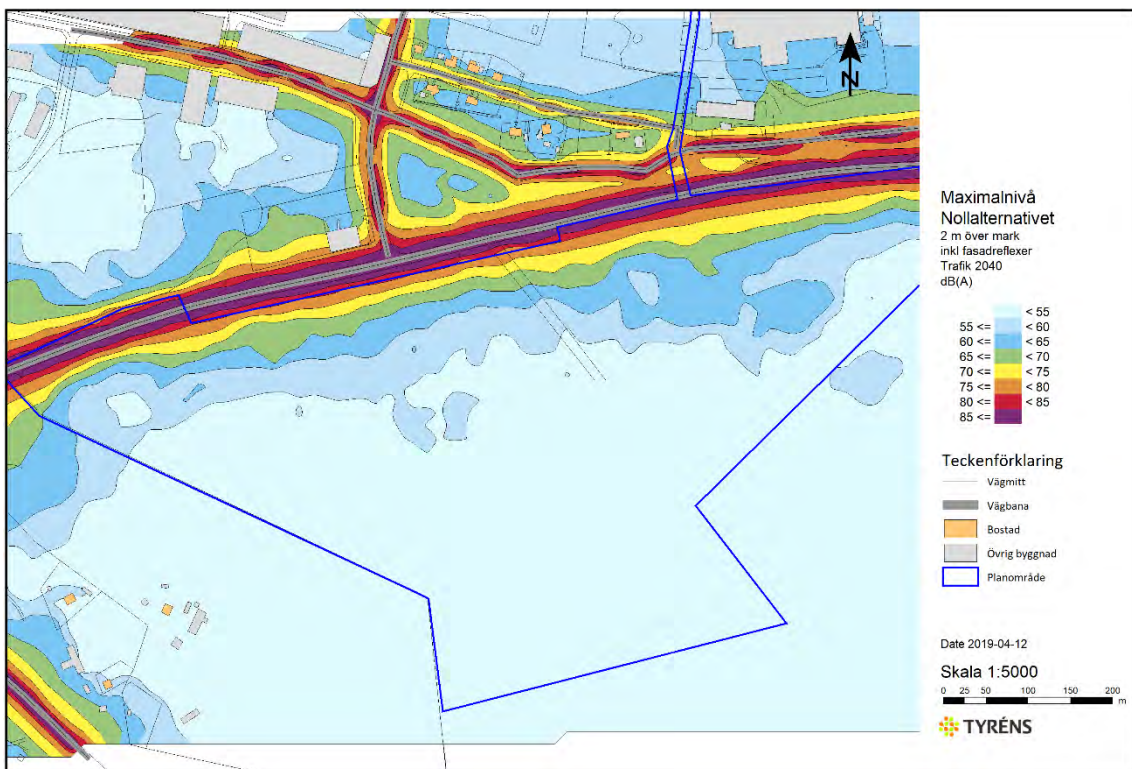 N
Maximalnivå
Nollalternativet
2 m över mark
inkl fasadreflexer
Trafik 2040
dB(A)
< 55
55 <= < 60
60 <= < 65
65 <= < 70
70 <= < 75
75 <= < 80
80 <= < 85
85 <=
Teckenförklaring
Vägmitt
Vägbana
Bostad
Övrig byggnad
Planområde
Date 2019-04-12
Skala 1:5000
0 25 50 100 150 200
m
TYRÉNS